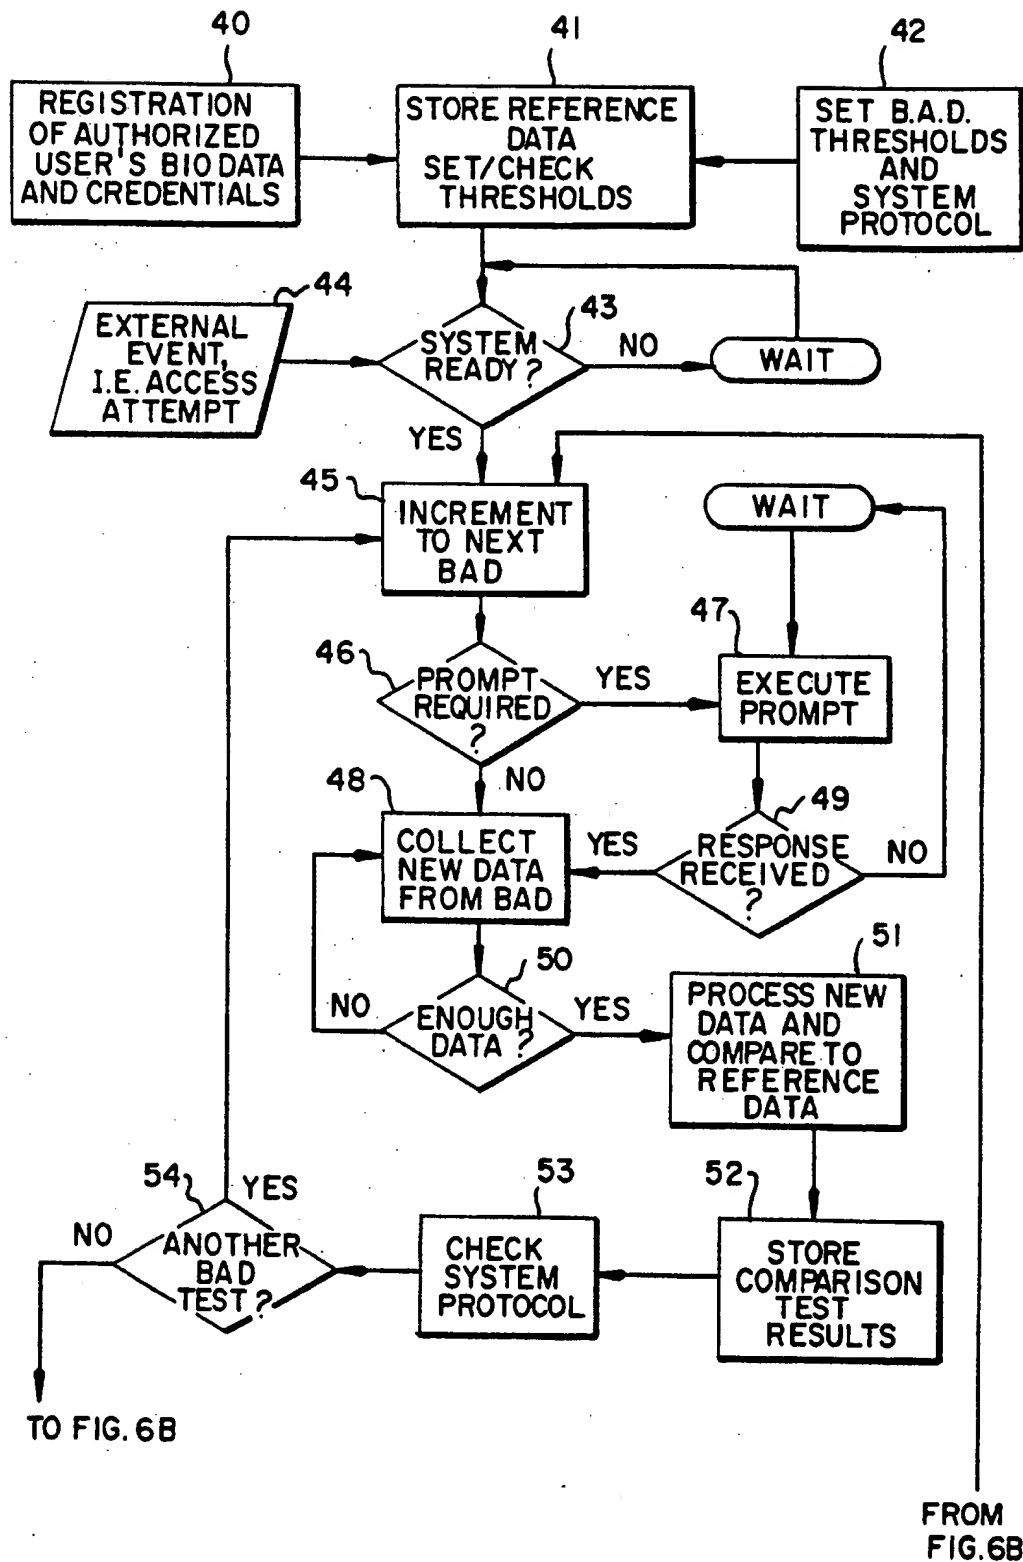 40
41
42
REGISTRATION
OF AUTHORIZED
USER'S BIO DATA
AND CREDENTIALS
STORE REFERENCE
DATA
SET/CHECK
THRESHOLDS
SET B.A.D.
THRESHOLDS
AND
SYSTEM
PROTOCOL
44
EXTERNAL
EVENT,
I.E. ACCESS
ATTEMPT
43
SYSTEM
READY?
NO
WAIT
YES
45
INCREMENT
TO NEXT
BAD
WAIT
46
PROMPT
REQUIRED
?
YES
47
EXECUTE
PROMPT
NO
48
COLLECT
NEW DATA
FROM BAD
YES
49
RESPONSE
RECEIVED
?
NO
50
ENOUGH
DATA?
NO
YES
51
PROCESS NEW
DATA AND
COMPARE TO
REFERENCE
DATA
52
STORE
COMPARISON
TEST
RESULTS
53
CHECK
SYSTEM
PROTOCOL
54
YES
NO
ANOTHER
BAD
TEST?
TO FIG. 6B
FROM
FIG. 6B